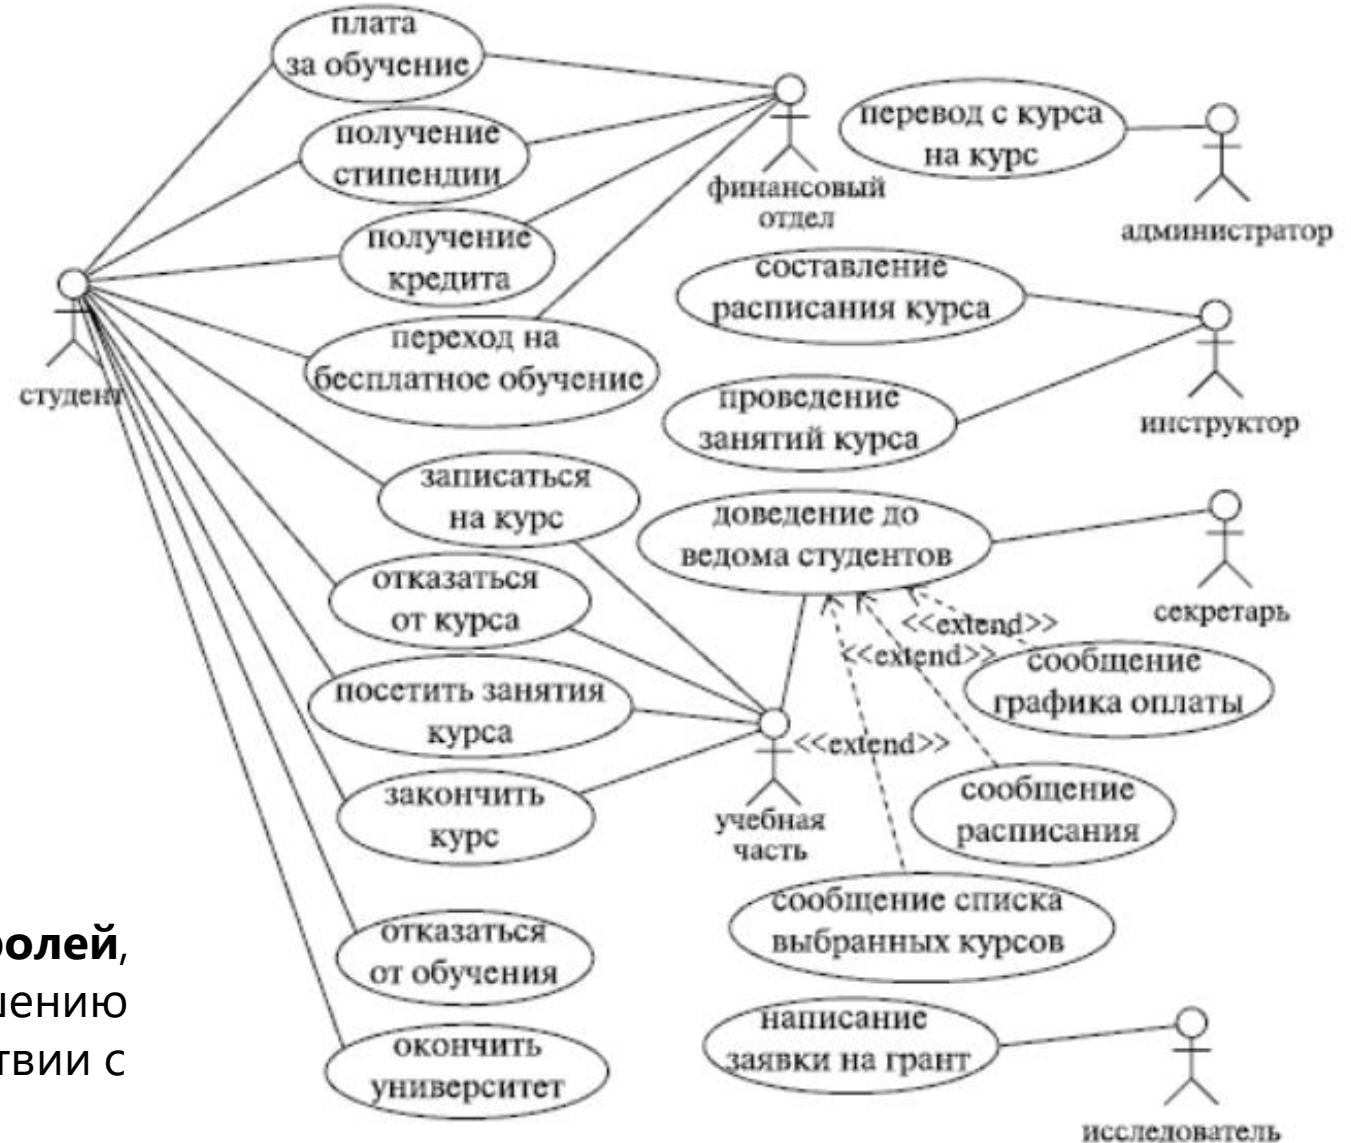 плата
за обучение
получение
стипендии
получение
кредита
переход на
бесплатное обучение
студент
финансовый
отдел
перевод с курса
на курс
администратор
составление
расписания курса
проведение
занятий курса
инструктор
записаться
на курс
отказаться
от курса
посетить занятия
курса
закончить
курс
доведение до
ведома студентов
секретарь
<<extend>>
<<extend>>
<<extend>>
сообщение
графика оплаты
учебная
часть
сообщение
расписания
сообщение списка
выбранных курсов
отказаться
от обучения
окончить
университет
написание
заявки на грант
исследователь
ролей,
шению
твии с